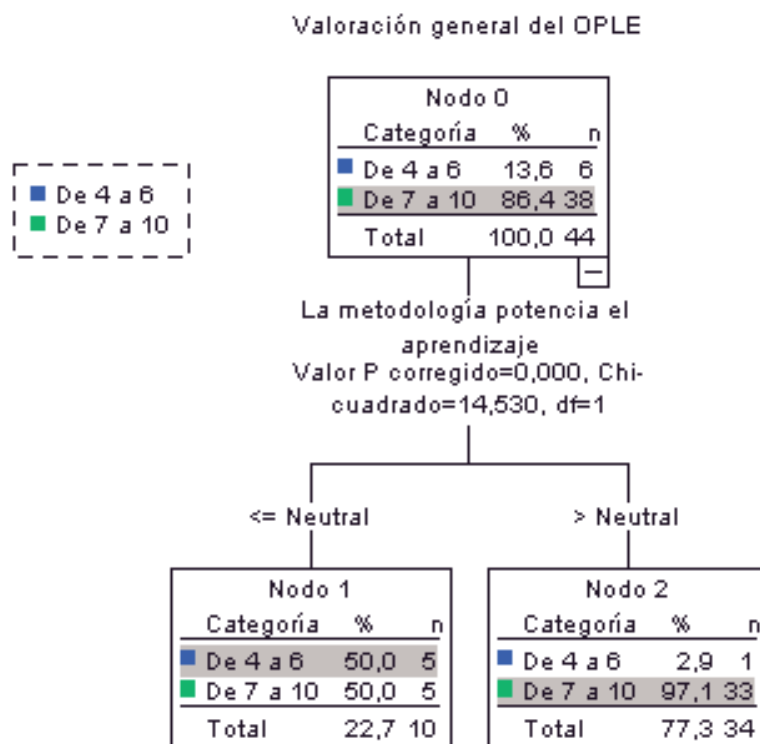 Valoración general del OPLE
Nodo 0
Categoría % n
De 4 a 6 13,6 6
De 7 a 10 86,4 38
Total 100,0 44
De 4 a 6
De 7 a 10
La metodología potencia el
aprendizaje
Valor P corregido=0,000, Chi-
cuadrado=14,530, df=1
<= Neutral
> Neutral
Nodo 1
Categoría % n
De 4 a 6 50,0 5
De 7 a 10 50,0 5
Total 22,7 10
Nodo 2
Categoría % n
De 4 a 6 2,9 1
De 7 a 10 97,1 33
Total 77,3 34